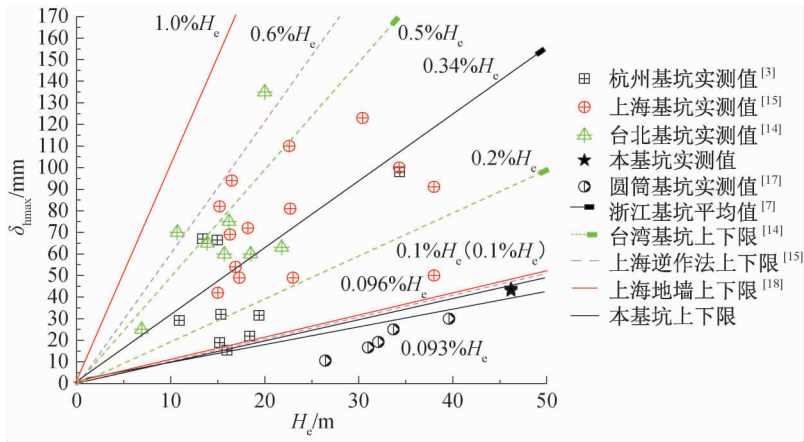 170
160
150
140
130
120
110
100
90
80
70
60
50
40
30
20
10
0
δhmax/mm
0 10 20 30 40 50
He/m
1.0%He
0.6%He
0.5%He
0.34%He
0.2%He
0.1%He(0.1%He)
0.096%He
0.093%He
杭州基坑实测值[3]
上海基坑实测值[15]
台北基坑实测值[14]
本基坑实测值
圆筒基坑实测值[17]
浙江基坑平均值[7]
台湾基坑上下限[14]
上海逆作法上下限[15]
上海地墙上下限[18]
本基坑上下限